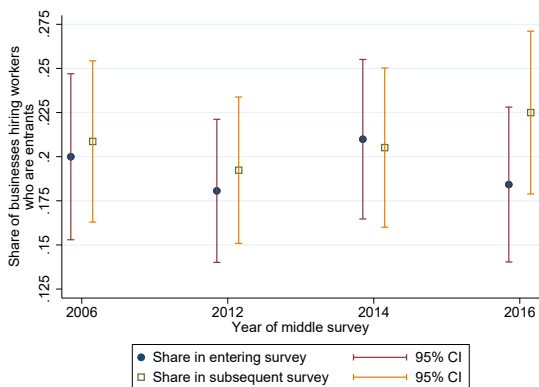 Share of businesses hiring workers
who are entrants
.275
.25
.225
.2
.175
.15
.125
2006 2012 2014 2016
Year of middle survey
Share in entering survey 95% CI
Share in subsequent survey 95% CI